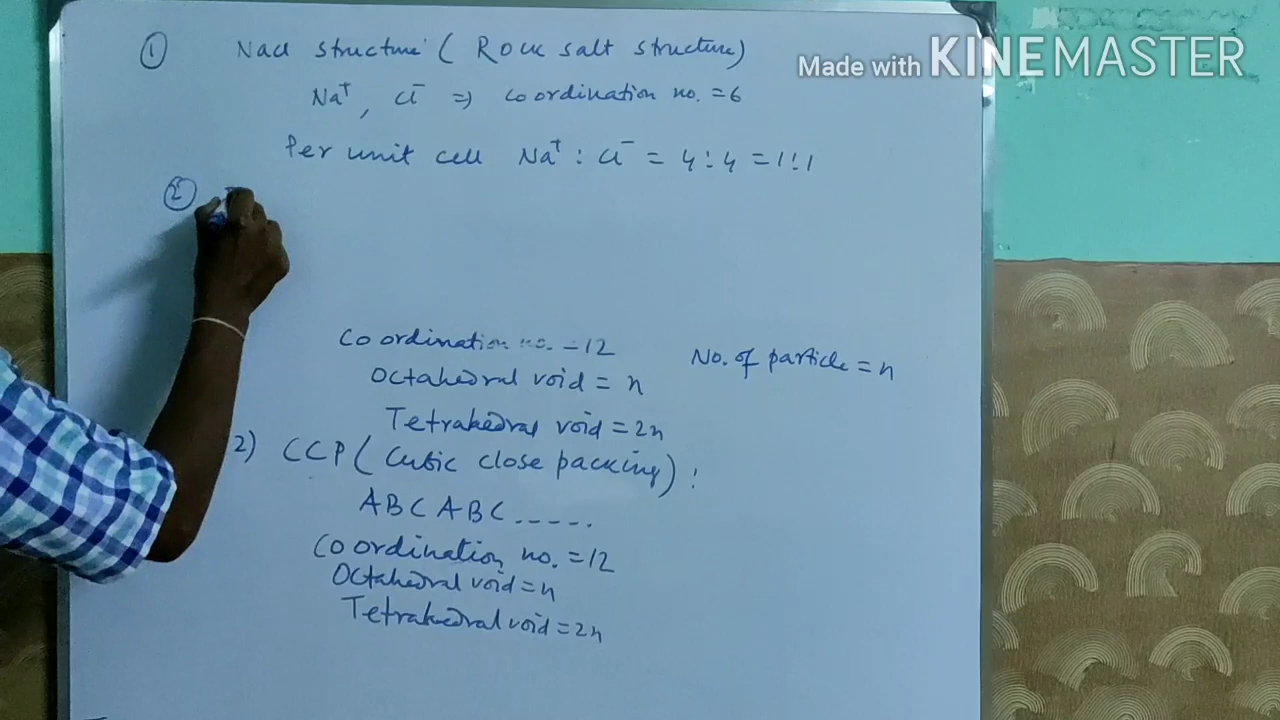 ① Nacl structure (Rock salt structure)
Made with KINEMASTER
Na⁺, Cl⁻ ⇒ Coordination no. = 6
Per unit cell Na⁺ : Cl⁻ = 4 : 4 = 1 : 1
②
Coordination no. = 12
No. of particle = n
Octahedral void = n
Tetrahedral void = 2n
2) CCP (Cubic close packing) :
ABCABC-----.
Coordination no. = 12
Octahedral void = n
Tetrahedral void = 2n